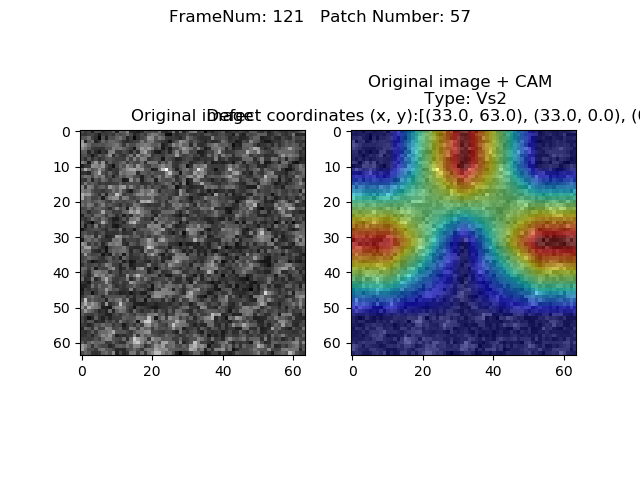 FrameNum: 121   Patch Number: 57
Original image + CAM
Type: Vs2
Original image
Defect coordinates (x, y):[(33.0, 63.0), (33.0, 0.0), (
0
10
20
30
40
50
60
0 20 40 60
0
10
20
30
40
50
60
0 20 40 60